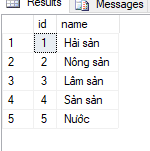 Results Messages
id name
1 1 Hải sản
2 2 Nông sản
3 3 Lâm sản
4 4 Sản sản
5 5 Nước